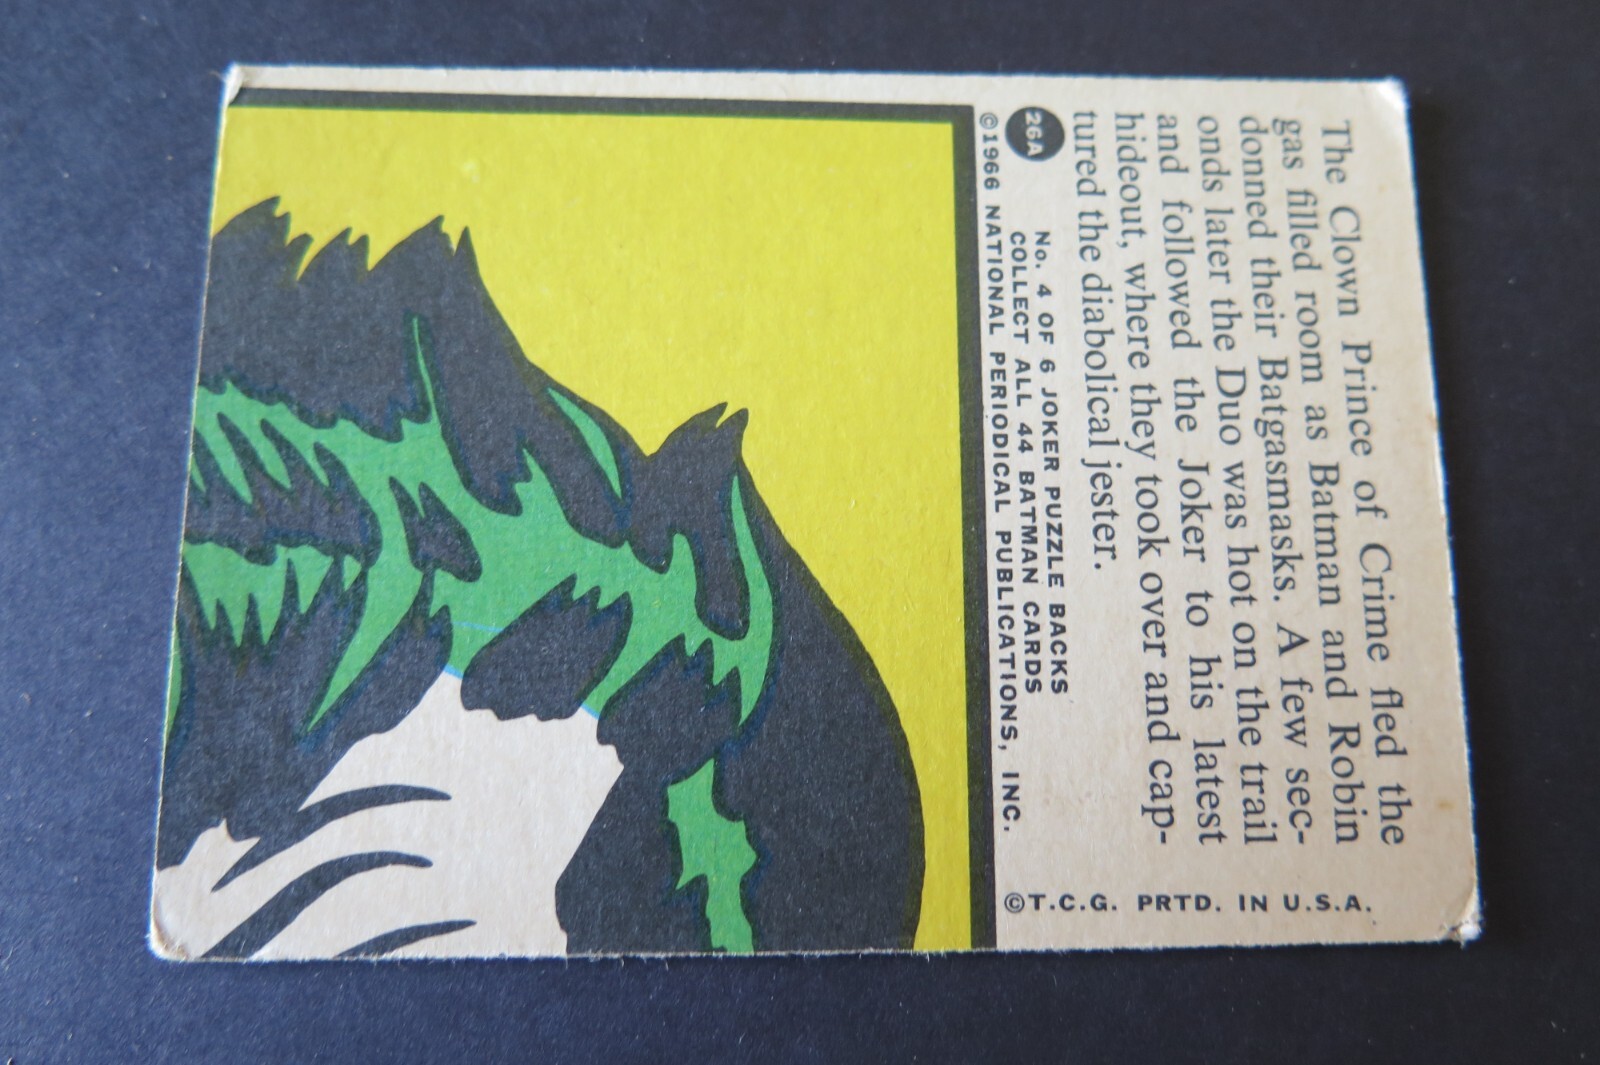 The Clown Prince of Crime fled the
gas filled room as Batman and Robin
donned their Batgasmasks. A few sec-
onds later the Duo was hot on the trail
and followed the Joker to his latest
hideout, where they took over and cap-
tured the diabolical jester.
26A
No. 4 OF 6 JOKER PUZZLE BACKS
COLLECT ALL 44 BATMAN CARDS
©1966 NATIONAL PERIODICAL PUBLICATIONS, INC.
©T.C.G. PRTD. IN U.S.A.